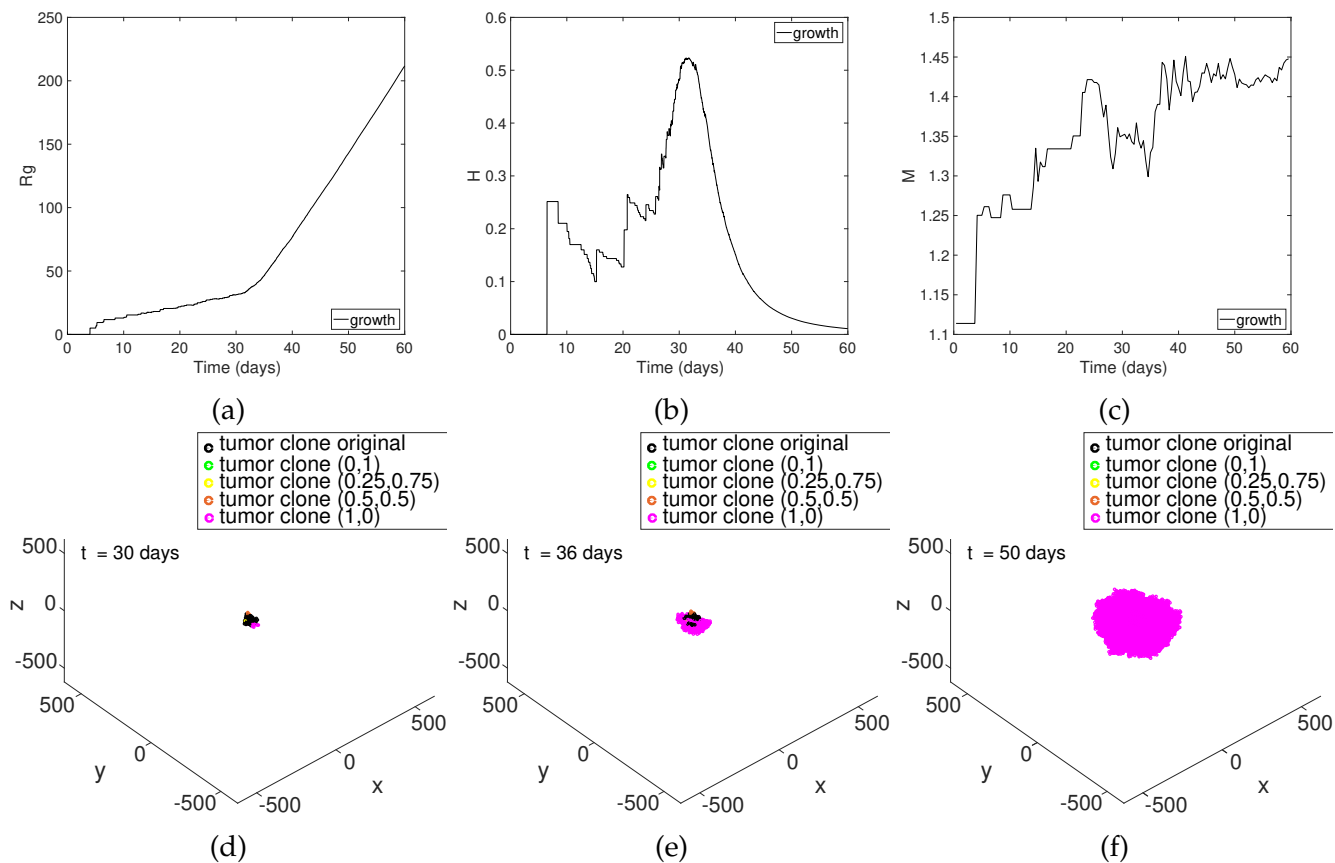 250
200
150
100
50
0
Rg
growth
0 10 20 30 40 50 60
Time (days)
(a)
0.6
0.5
0.4
0.3
0.2
0.1
0
H
growth
0 10 20 30 40 50 60
Time (days)
(b)
1.5
1.45
1.4
1.35
1.3
1.25
1.2
1.15
1.1
M
growth
0 10 20 30 40 50 60
Time (days)
(c)
tumor clone original
tumor clone (0,1)
tumor clone (0.25,0.75)
tumor clone (0.5,0.5)
tumor clone (1,0)
t = 30 days
500
0
-500
z
500
0
-500
y
500
0
-500
x
(d)
tumor clone original
tumor clone (0,1)
tumor clone (0.25,0.75)
tumor clone (0.5,0.5)
tumor clone (1,0)
t = 36 days
500
0
-500
z
500
0
-500
y
500
0
-500
x
(e)
tumor clone original
tumor clone (0,1)
tumor clone (0.25,0.75)
tumor clone (0.5,0.5)
tumor clone (1,0)
t = 50 days
500
0
-500
z
500
0
-500
y
500
0
-500
x
(f)